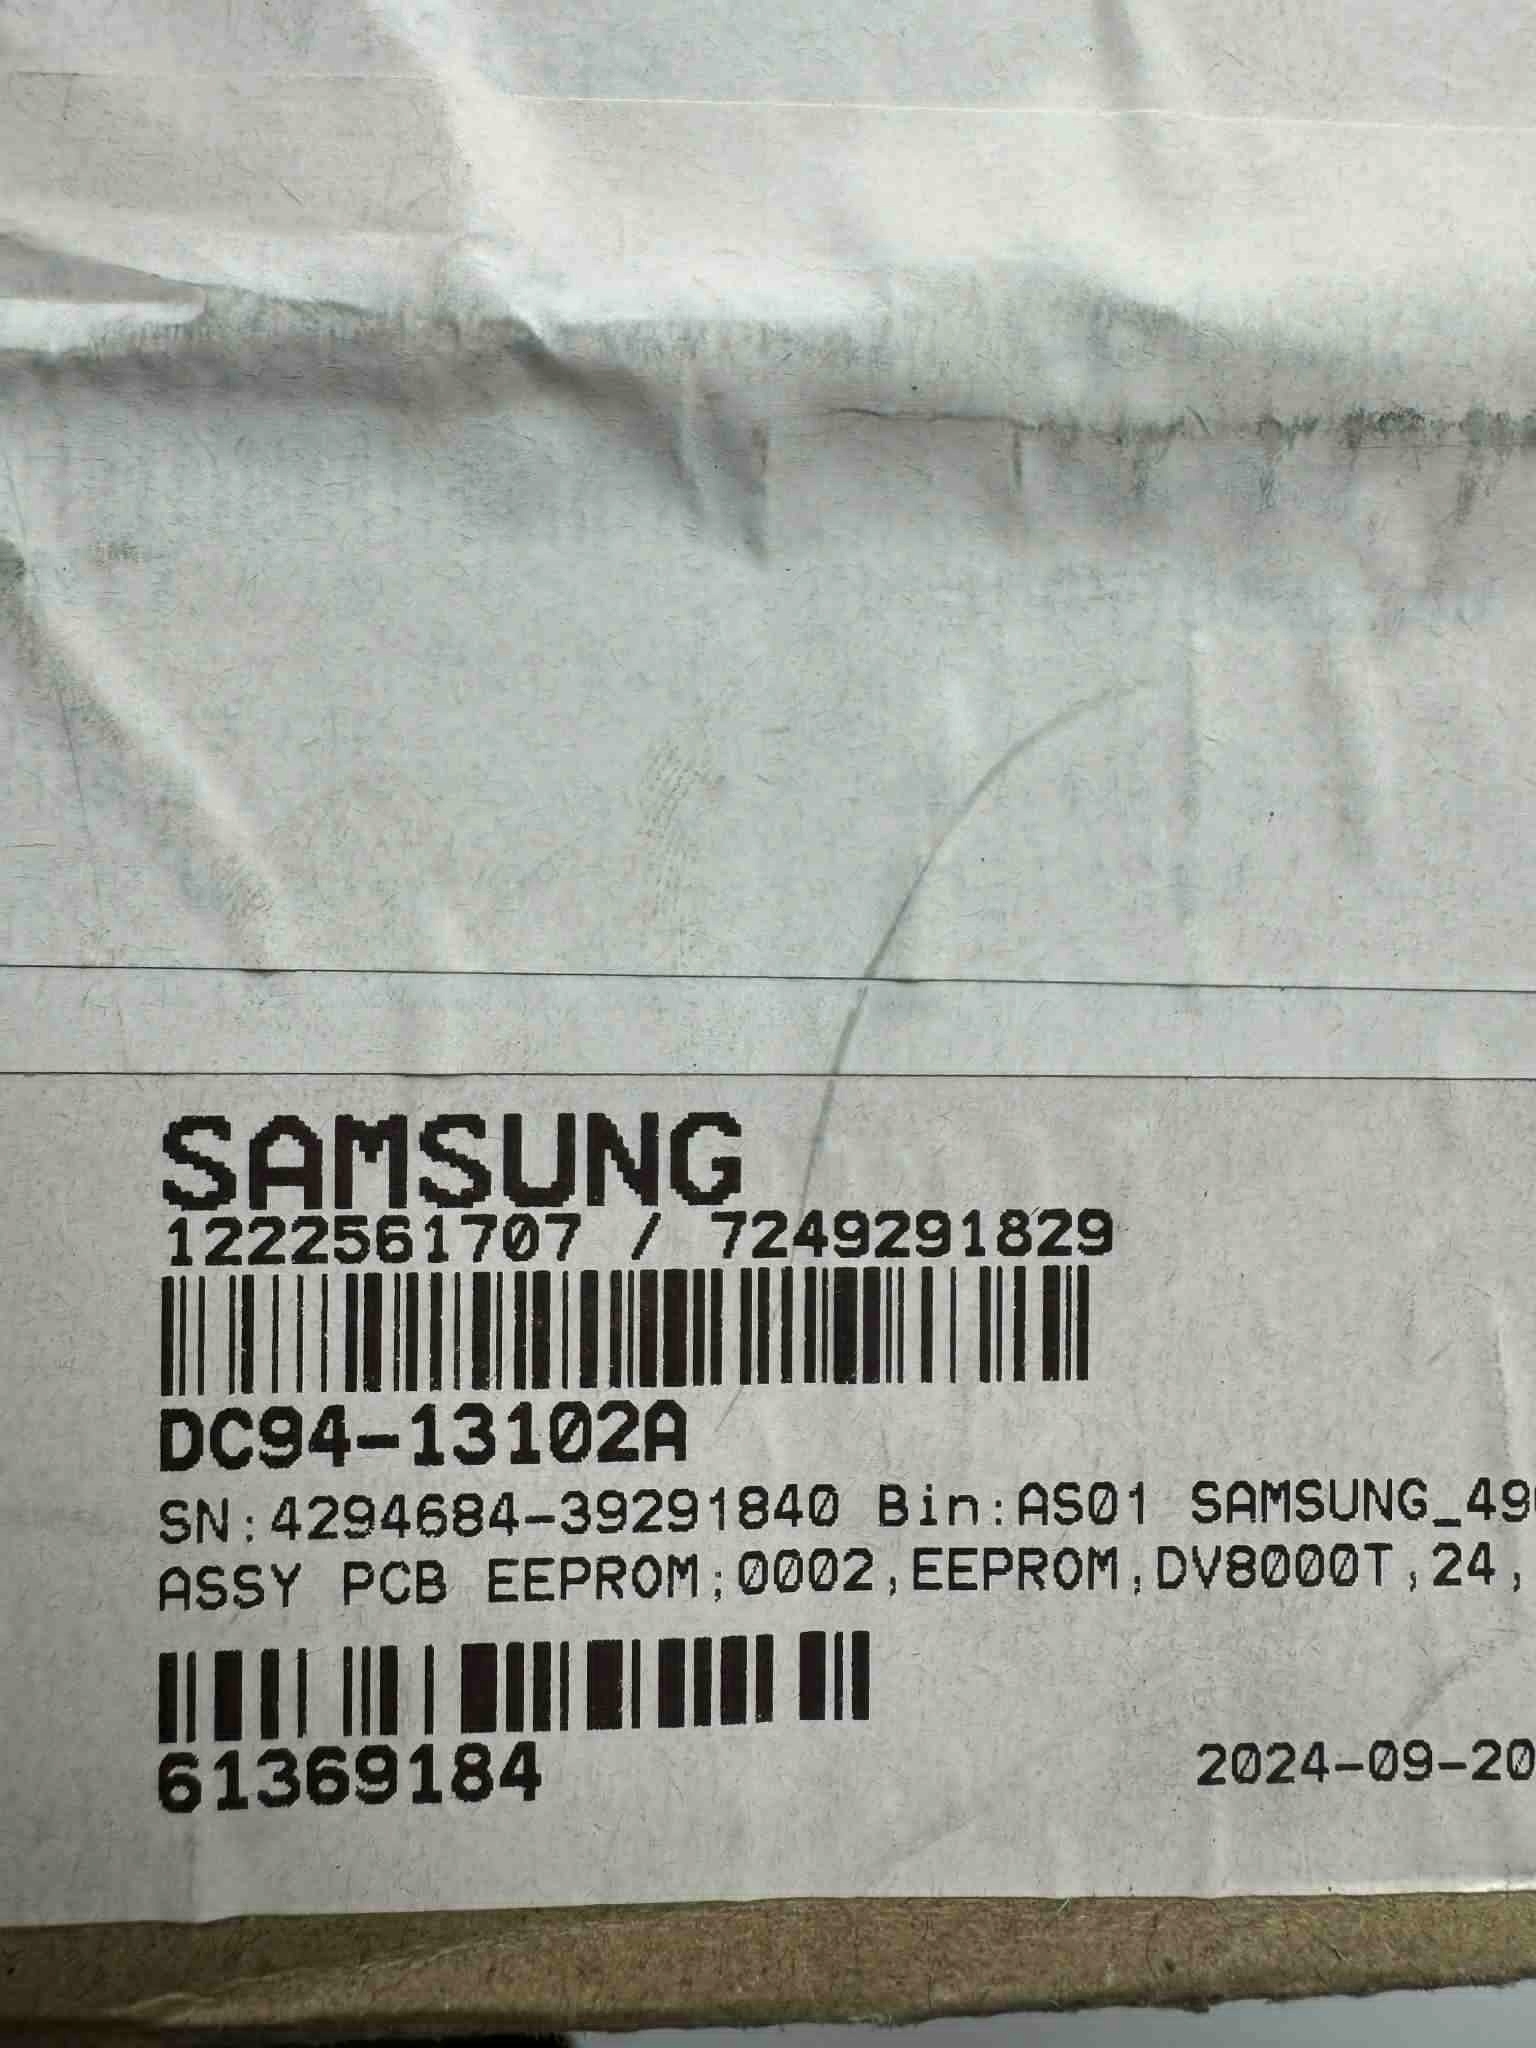 SAMSUNG
1222561707 / 7249291829
DC94-13102A
SN:4294684-39291840 Bin:AS01 SAMSUNG_49
ASSY PCB EEPROM;0002,EEPROM,DV8000T,24,
61369184
2024-09-20